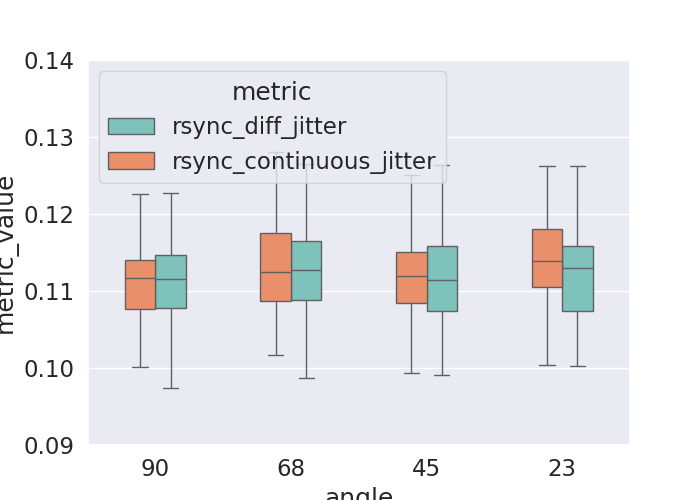 0.14
0.13
0.12
0.11
0.10
0.09
metric_value
metric
rsync_diff_jitter
rsync_continuous_jitter
90 68 45 23
angle